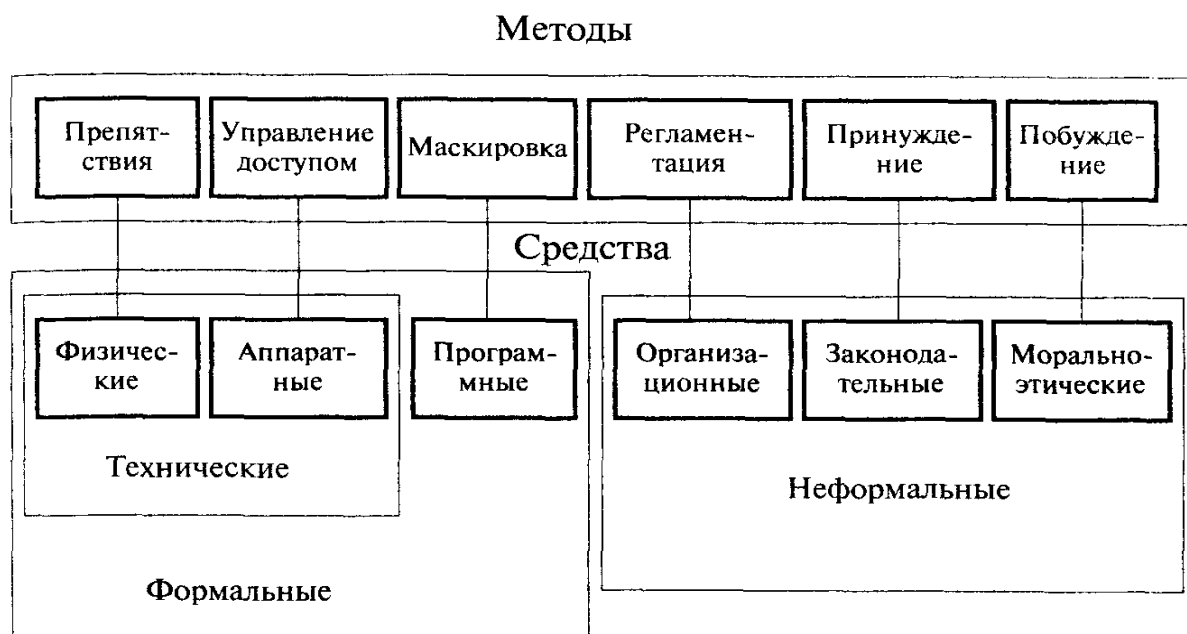 Методы
Препят-
ствия
Управление
доступом
Маскировка
Регламен-
тация
Принужде-
ние
Побужде-
ние
Средства
Физичес-
кие
Аппарат-
ные
Програм-
мные
Организа-
ционные
Законода-
тельные
Морально-
этические
Технические
Неформальные
Формальные